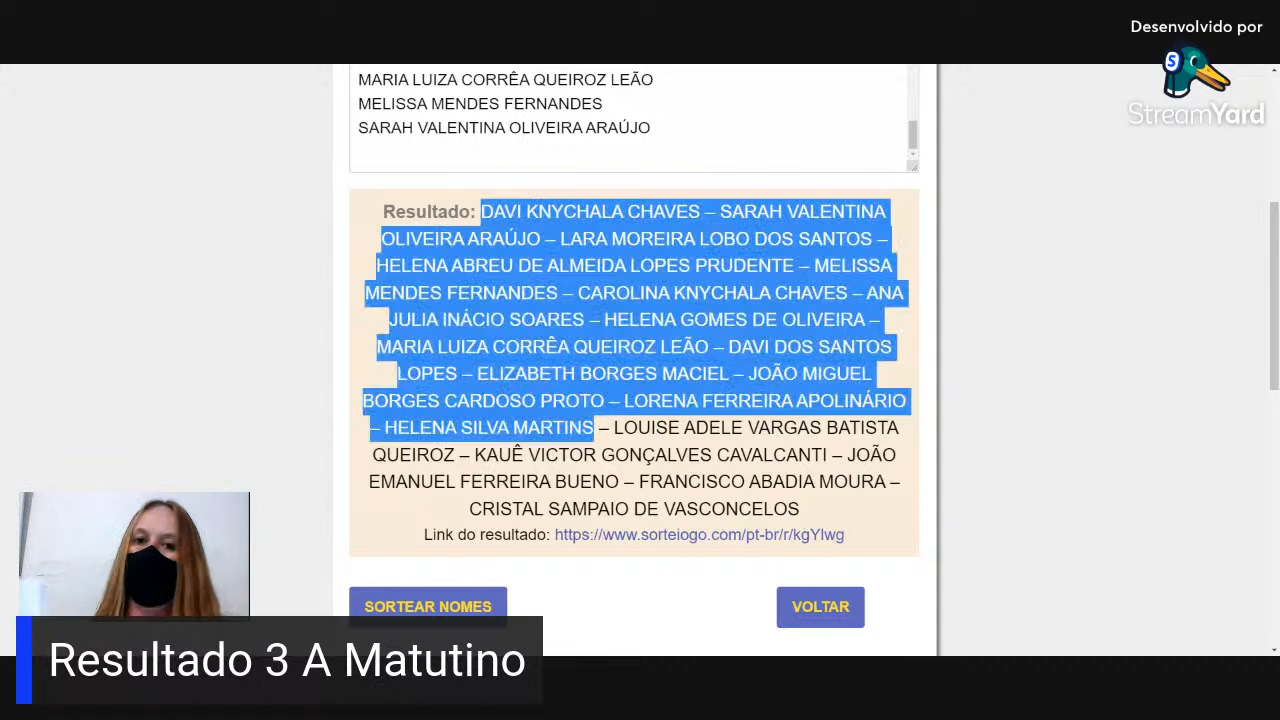 Desenvolvido por
StreamYard
MARIA LUIZA CORRÊA QUEIROZ LEÃO
MELISSA MENDES FERNANDES
SARAH VALENTINA OLIVEIRA ARAÚJO
Resultado: DAVI KNYCHALA CHAVES – SARAH VALENTINA
OLIVEIRA ARAÚJO – LARA MOREIRA LOBO DOS SANTOS –
HELENA ABREU DE ALMEIDA LOPES PRUDENTE – MELISSA
MENDES FERNANDES – CAROLINA KNYCHALA CHAVES – ANA
JULIA INÁCIO SOARES – HELENA GOMES DE OLIVEIRA –
MARIA LUIZA CORRÊA QUEIROZ LEÃO – DAVI DOS SANTOS
LOPES – ELIZABETH BORGES MACIEL – JOÃO MIGUEL
BORGES CARDOSO PROTO – LORENA FERREIRA APOLINÁRIO
– HELENA SILVA MARTINS – LOUISE ADELE VARGAS BATISTA
QUEIROZ – KAUÊ VICTOR GONÇALVES CAVALCANTI – JOÃO
EMANUEL FERREIRA BUENO – FRANCISCO ABADIA MOURA –
CRISTAL SAMPAIO DE VASCONCELOS
Link do resultado: https://www.sorteiogo.com/pt-br/r/kgYlwg
SORTEAR NOMES
VOLTAR
Resultado 3 A Matutino